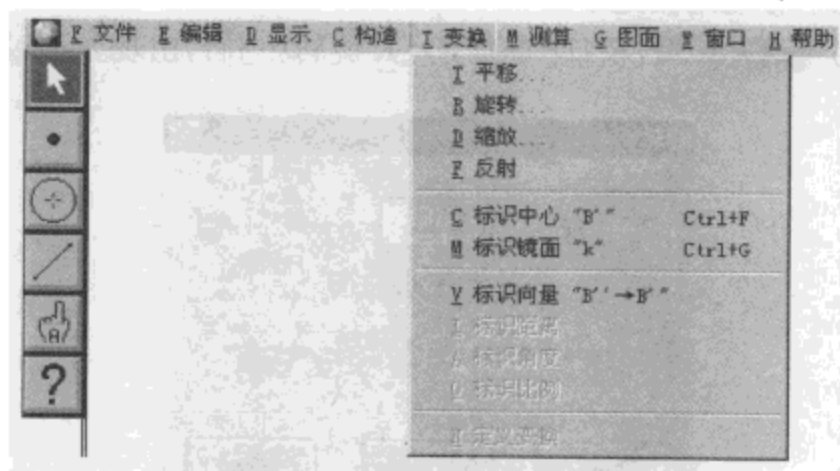 F 文件 E 编辑 D 显示 C 构造 T 变换 M 测算 G 图面 W 窗口 H 帮助
T 平移...
R 旋转...
D 缩放...
F 反射
C 标识中心 "B'" Ctrl+F
M 标识镜面 "k" Ctrl+G
V 标识向量 "B''→B'"
标识距离
A 标识角度
标识比例
定义变换
A
?